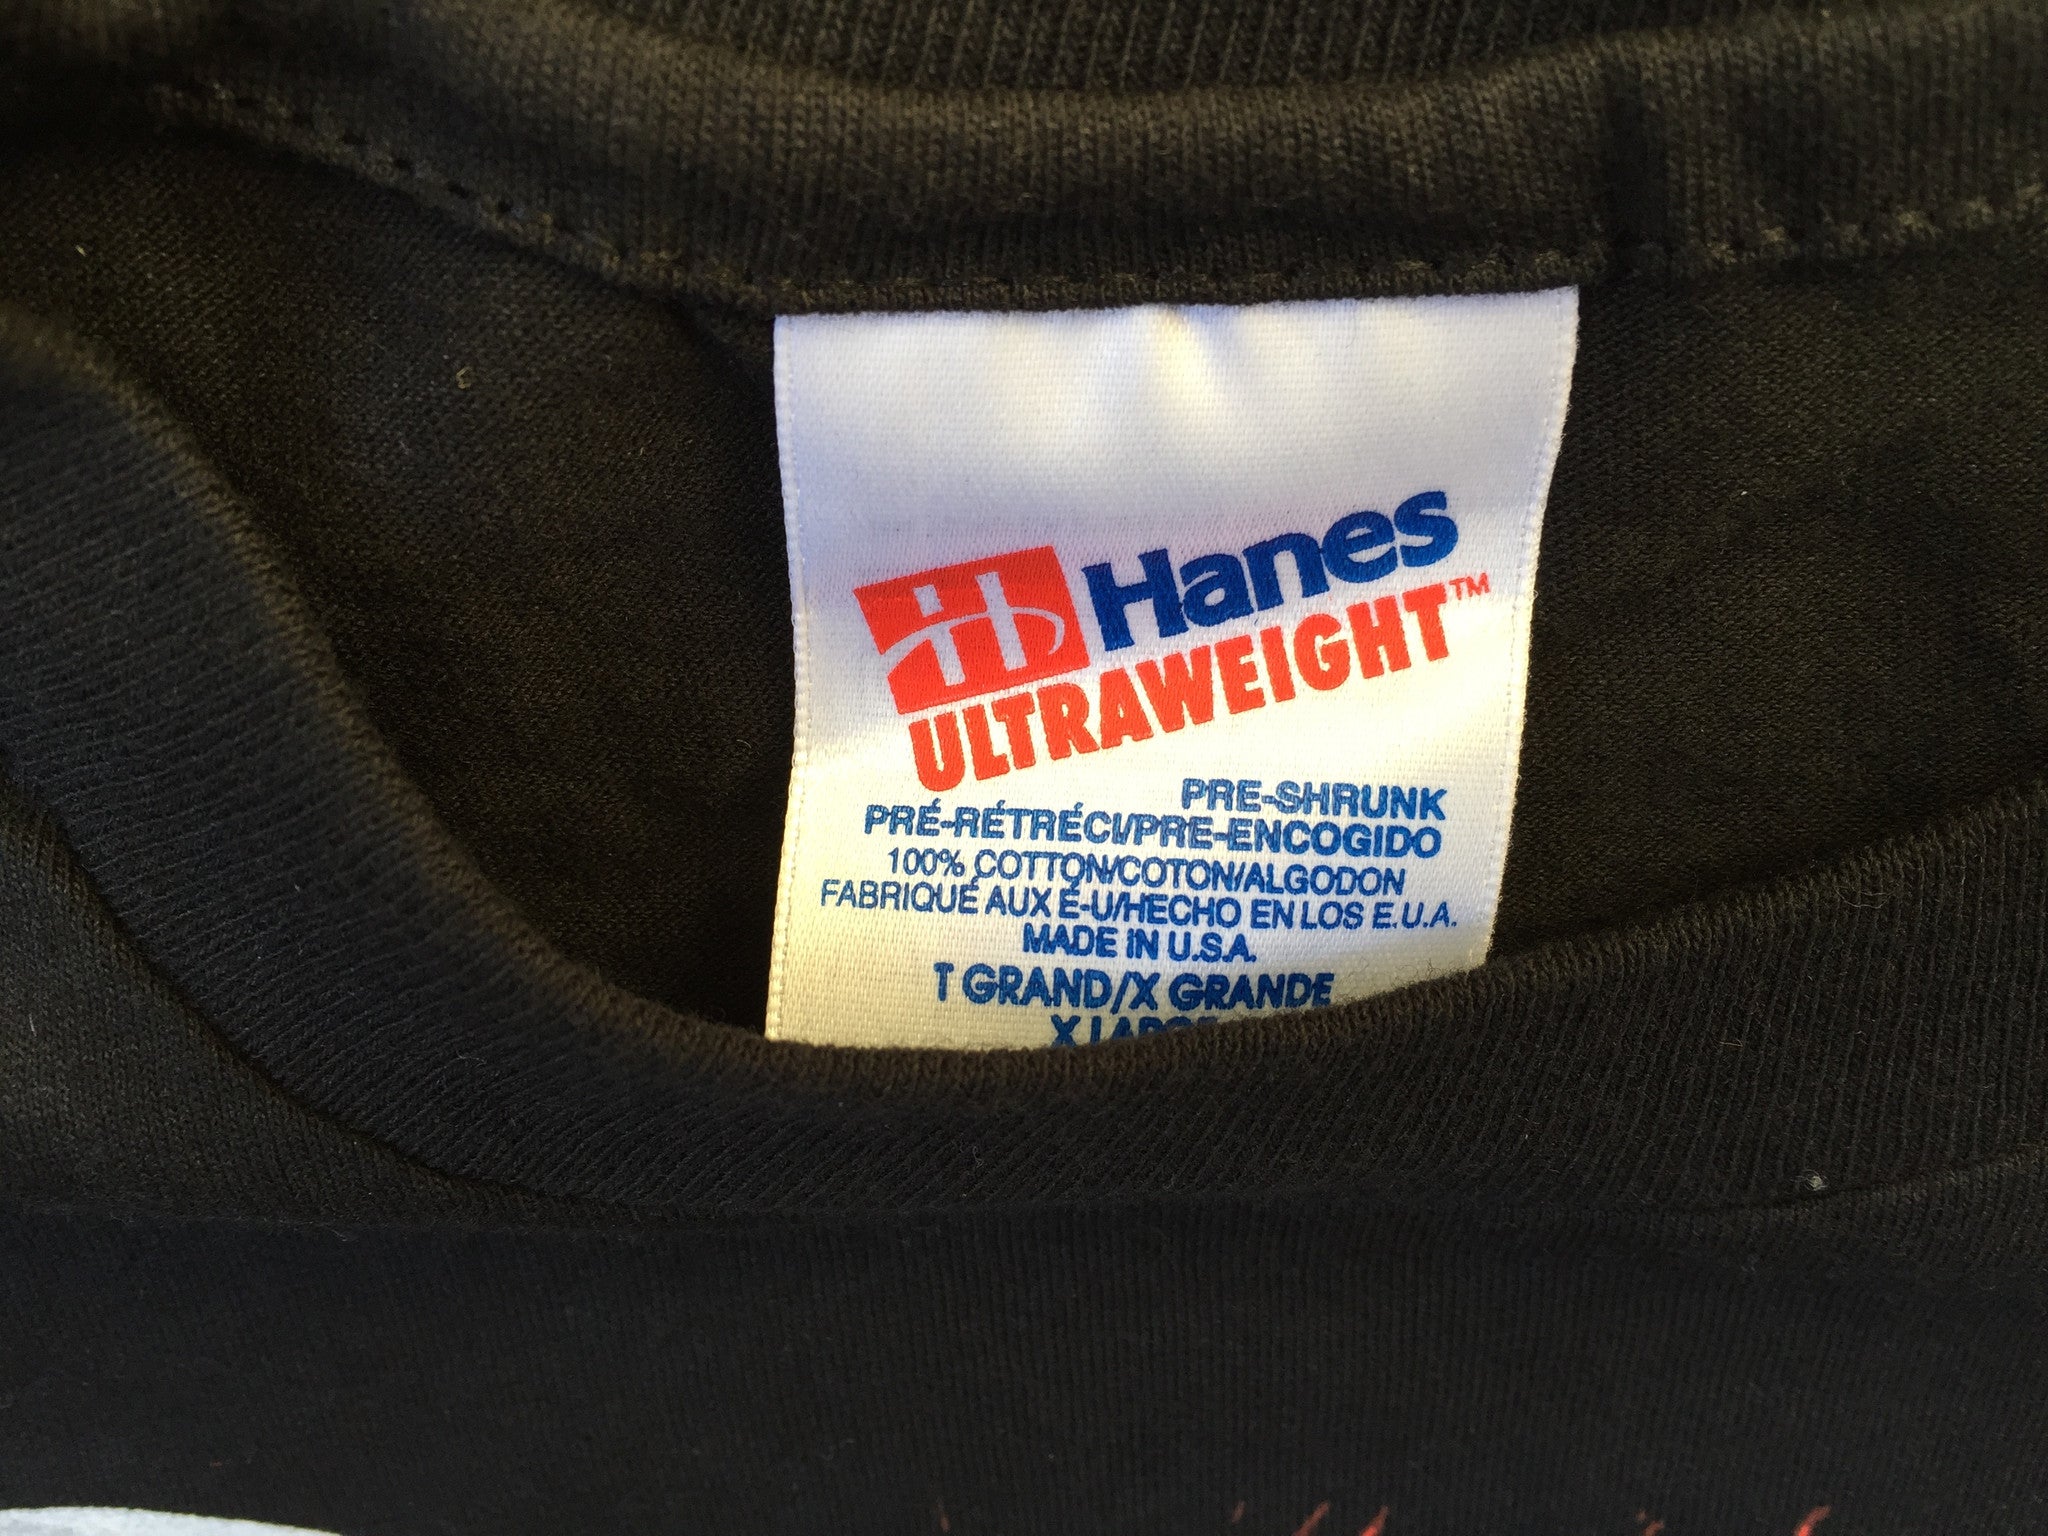 Hanes
ULTRAWEIGHT™
PRE-SHRUNK
PRÉ-RÉTRÉCI/PRE-ENCOGIDO
100% COTTON/COTON/ALGODON
FABRIQUÉ AUX É-U/HECHO EN LOS E.U.A.
MADE IN U.S.A.
T GRAND/X GRANDE
X LARGE